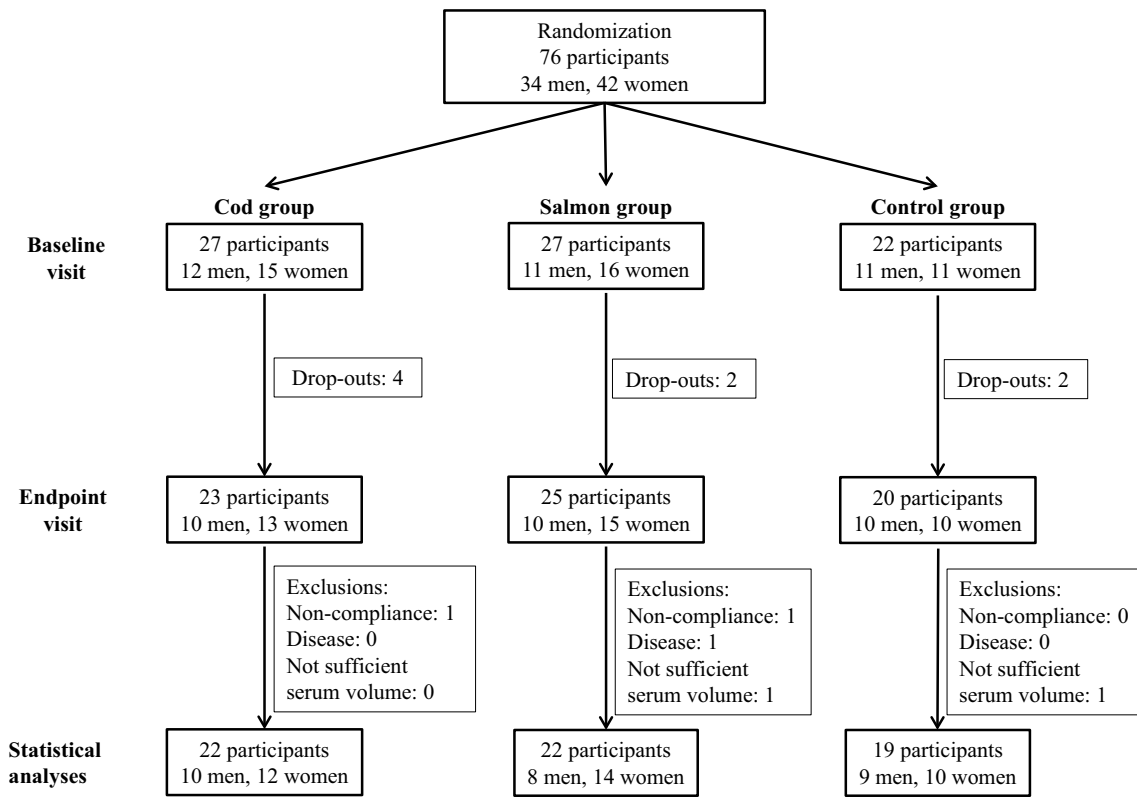 Randomization
76 participants
34 men, 42 women
Cod group
Salmon group
Control group
Baseline
visit
27 participants
12 men, 15 women
27 participants
11 men, 16 women
22 participants
11 men, 11 women
Drop-outs: 4
Drop-outs: 2
Drop-outs: 2
Endpoint
visit
23 participants
10 men, 13 women
25 participants
10 men, 15 women
20 participants
10 men, 10 women
Exclusions:
Non-compliance: 1
Disease: 0
Not sufficient
serum volume: 0
Exclusions:
Non-compliance: 1
Disease: 1
Not sufficient
serum volume: 1
Exclusions:
Non-compliance: 0
Disease: 0
Not sufficient
serum volume: 1
Statistical
analyses
22 participants
10 men, 12 women
22 participants
8 men, 14 women
19 participants
9 men, 10 women